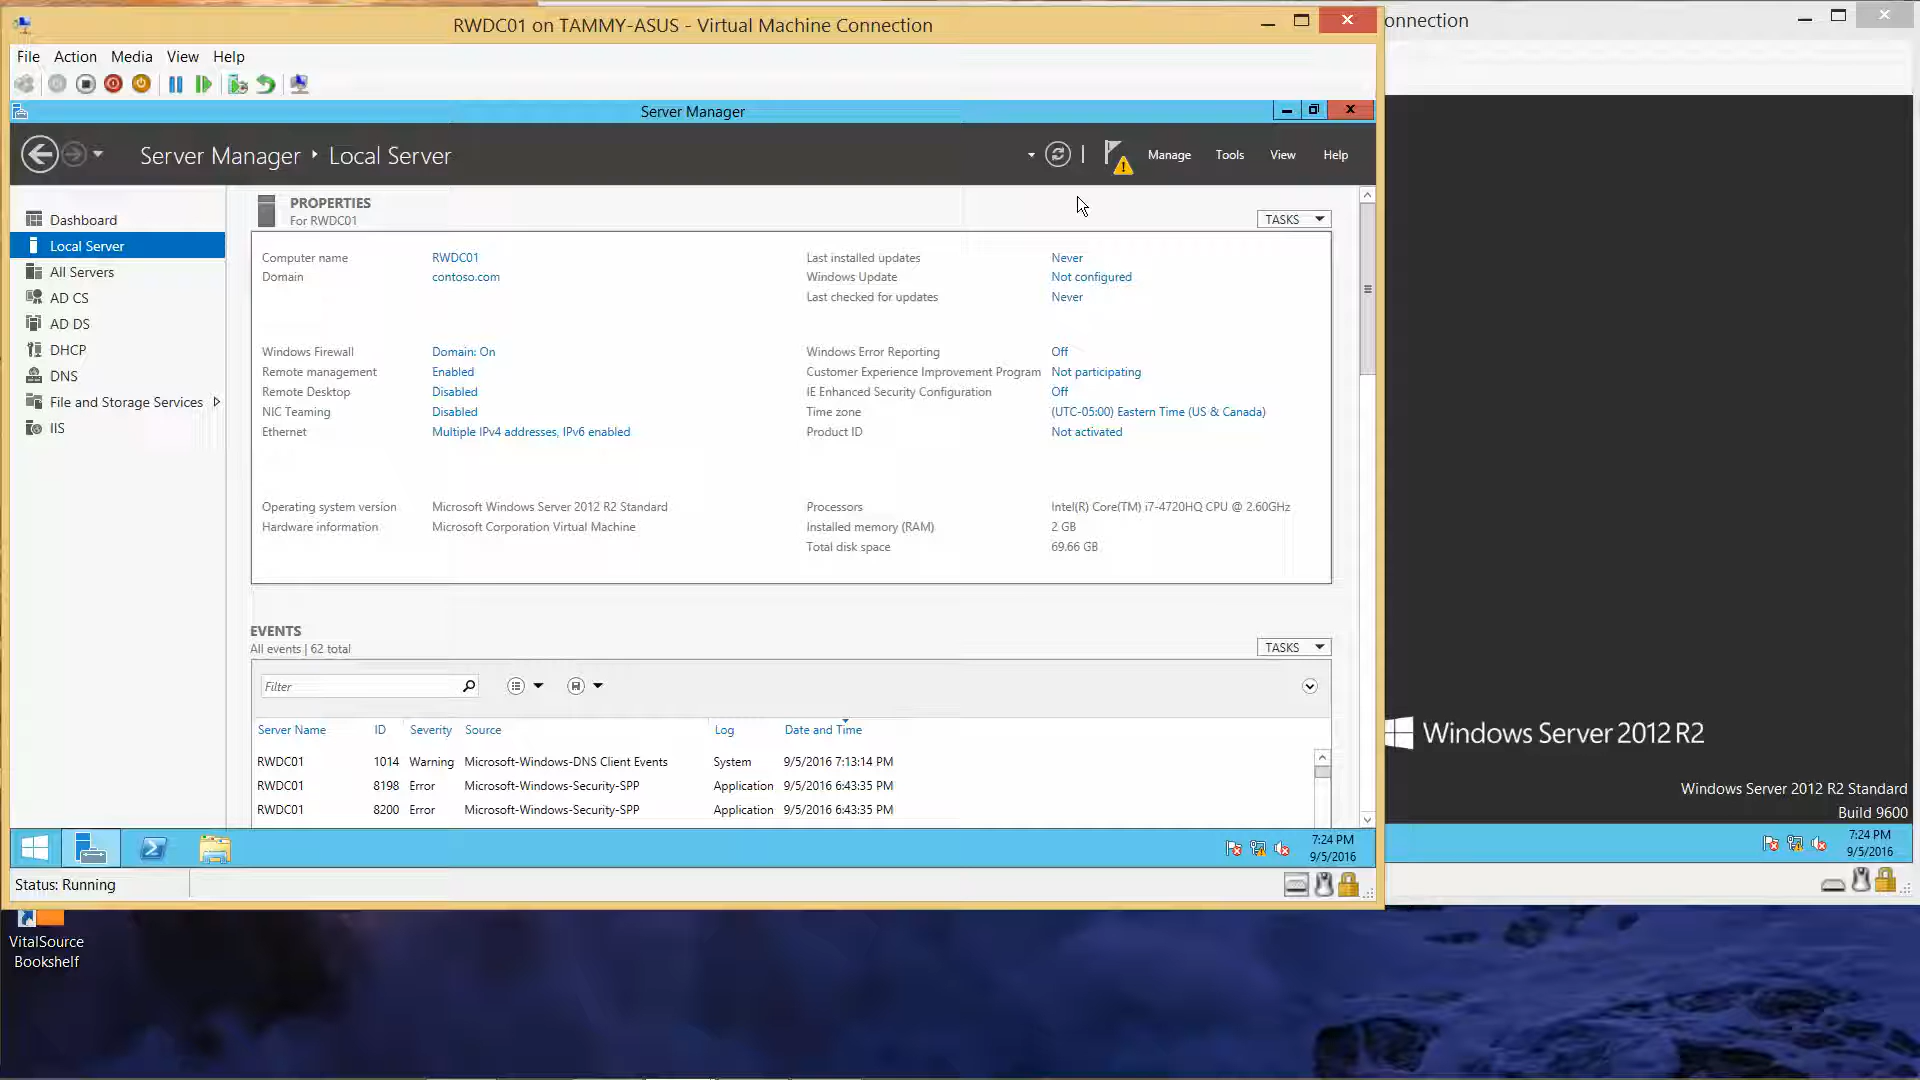 RWDC01 on TAMMY-ASUS - Virtual Machine Connection
onnection
File Action Media View Help
Server Manager
Server Manager ‣ Local Server
Manage Tools View Help
Dashboard
Local Server
All Servers
AD CS
AD DS
DHCP
DNS
File and Storage Services
IIS
PROPERTIES
For RWDC01
TASKS
Computer name RWDC01 Last installed updates Never
Domain contoso.com Windows Update Not configured
Last checked for updates Never
Windows Firewall Domain: On Windows Error Reporting Off
Remote management Enabled Customer Experience Improvement Program Not participating
Remote Desktop Disabled IE Enhanced Security Configuration Off
NIC Teaming Disabled Time zone (UTC-05:00) Eastern Time (US & Canada)
Ethernet Multiple IPv4 addresses, IPv6 enabled Product ID Not activated
Operating system version Microsoft Windows Server 2012 R2 Standard Processors Intel(R) Core(TM) i7-4720HQ CPU @ 2.60GHz
Hardware information Microsoft Corporation Virtual Machine Installed memory (RAM) 2 GB
Total disk space 69.66 GB
EVENTS
All events | 62 total
TASKS
Filter
Server Name ID Severity Source Log Date and Time
RWDC01 1014 Warning Microsoft-Windows-DNS Client Events System 9/5/2016 7:13:14 PM
RWDC01 8198 Error Microsoft-Windows-Security-SPP Application 9/5/2016 6:43:35 PM
RWDC01 8200 Error Microsoft-Windows-Security-SPP Application 9/5/2016 6:43:35 PM
7:24 PM
9/5/2016
Status: Running
Windows Server 2012 R2
Windows Server 2012 R2 Standard
Build 9600
7:24 PM
9/5/2016
VitalSource
Bookshelf